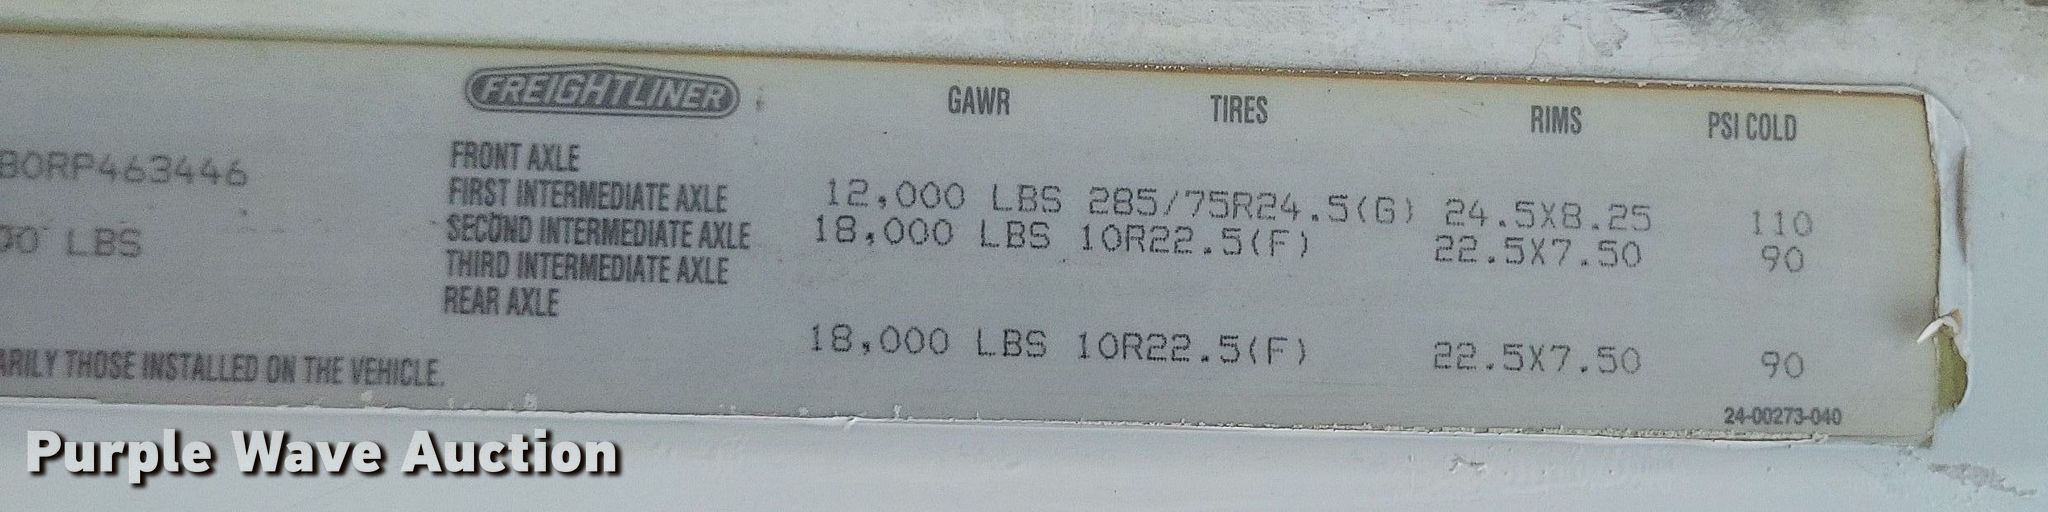 FREIGHTLINER
GAWR TIRES RIMS PSI COLD
FRONT AXLE
FIRST INTERMEDIATE AXLE 12,000 LBS 285/75R24.5(G) 24.5X8.25 110
SECOND INTERMEDIATE AXLE 18,000 LBS 10R22.5(F) 22.5X7.50 90
THIRD INTERMEDIATE AXLE
REAR AXLE
18,000 LBS 10R22.5(F) 22.5X7.50 90
80RP463446
00 LBS
ARILY THOSE INSTALLED ON THE VEHICLE.
24-00273-040
Purple Wave Auction